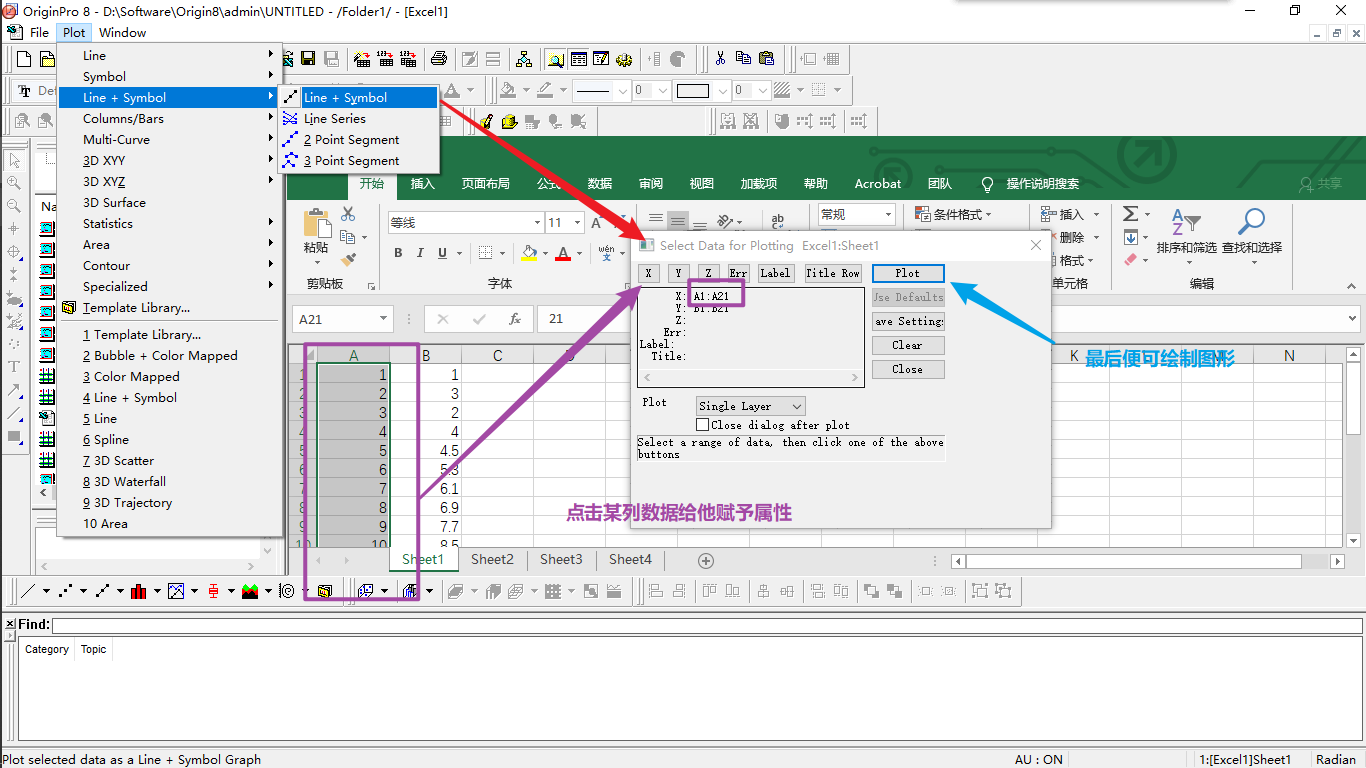 OriginPro 8 - D:\Software\Origin8\admin\UNTITLED - /Folder1/ - [Excel1]
File Plot Window
Line
Symbol
Line + Symbol
Columns/Bars
Multi-Curve
3D XYY
3D XYZ
3D Surface
Statistics
Area
Contour
Specialized
Template Library...
1 Template Library...
2 Bubble + Color Mapped
3 Color Mapped
4 Line + Symbol
5 Line
6 Spline
7 3D Scatter
8 3D Waterfall
9 3D Trajectory
10 Area
Line + Symbol
Line Series
2 Point Segment
3 Point Segment
开始 插入 页面布局 公式 数据 审阅 视图 加载项 帮助 Acrobat 团队 操作说明搜索 共享
粘贴
剪贴板
等线 11
B I U
wén
字体
ab
常规
条件格式
插入
删除
格式
单元格
排序和筛选 查找和选择
编辑
A21 fx 21
A B C K M N
1 1 1
2 2 3
3 3 2
4 4 4
5 5 4.5
6 6 5.3
7 7 6.1
8 8 6.9
9 9 7.7
10 10 8.5
Select Data for Plotting Excel1:Sheet1
X Y Z Err Label Title Row Plot
X: A1:A21
Y: B1:B21
Z:
Err:
Label:
Title:
Use Defaults
ave Setting
Clear
Close
Plot Single Layer
Close dialog after plot
Select a range of data, then click one of the above
buttons
最后便可绘制图形
点击某列数据给他赋予属性
Sheet1 Sheet2 Sheet3 Sheet4
Find:
Category Topic
Plot selected data as a Line + Symbol Graph
AU : ON
1:[Excel1]Sheet1
Radian